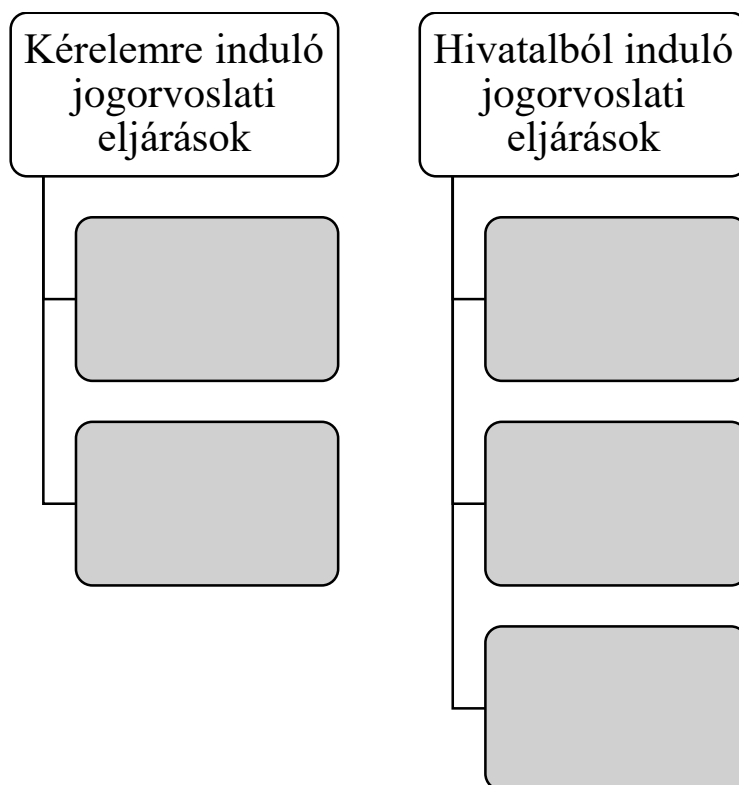 Kérelemre induló
jogorvoslati
eljárások
Hivatalból induló
jogorvoslati
eljárások